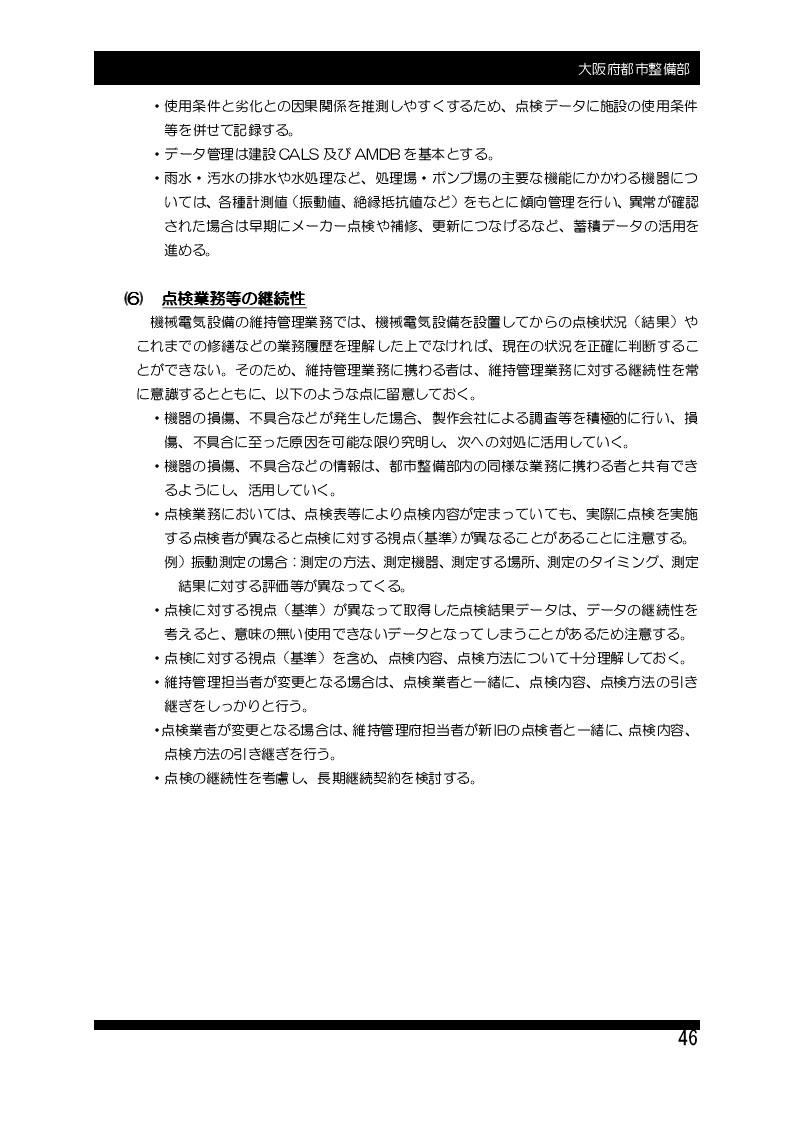 大阪府都市整備部
・使用条件と劣化との因果関係を推測しやすくするため、点検データに施設の使用条件
等を併せて記録する。
・データ管理は建設 CALS 及び AMDB を基本とする。
・雨水・汚水の排水や水処理など、処理場・ポンプ場の主要な機能にかかわる機器につ
いては、各種計測値（振動値、絶縁抵抗値など）をもとに傾向管理を行い、異常が確認
された場合は早期にメーカー点検や補修、更新につなげるなど、蓄積データの活用を
進める。
(6) 点検業務等の継続性
機械電気設備の維持管理業務では、機械電気設備を設置してからの点検状況（結果）や
これまでの修繕などの業務履歴を理解した上でなければ、現在の状況を正確に判断するこ
とができない。そのため、維持管理業務に携わる者は、維持管理業務に対する継続性を常
に意識するとともに、以下のような点に留意しておく。
・機器の損傷、不具合などが発生した場合、製作会社による調査等を積極的に行い、損
傷、不具合に至った原因を可能な限り究明し、次への対処に活用していく。
・機器の損傷、不具合などの情報は、都市整備部内の同様な業務に携わる者と共有でき
るようにし、活用していく。
・点検業務においては、点検表等により点検内容が定まっていても、実際に点検を実施
する点検者が異なると点検に対する視点（基準）が異なることがあることに注意する。
例）振動測定の場合：測定の方法、測定機器、測定する場所、測定のタイミング、測定
結果に対する評価等が異なってくる。
・点検に対する視点（基準）が異なって取得した点検結果データは、データの継続性を
考えると、意味の無い使用できないデータとなってしまうことがあるため注意する。
・点検に対する視点（基準）を含め、点検内容、点検方法について十分理解しておく。
・維持管理担当者が変更となる場合は、点検業者と一緒に、点検内容、点検方法の引き
継ぎをしっかりと行う。
・点検業者が変更となる場合は、維持管理府担当者が新旧の点検者と一緒に、点検内容、
点検方法の引き継ぎを行う。
・点検の継続性を考慮し、長期継続契約を検討する。
46